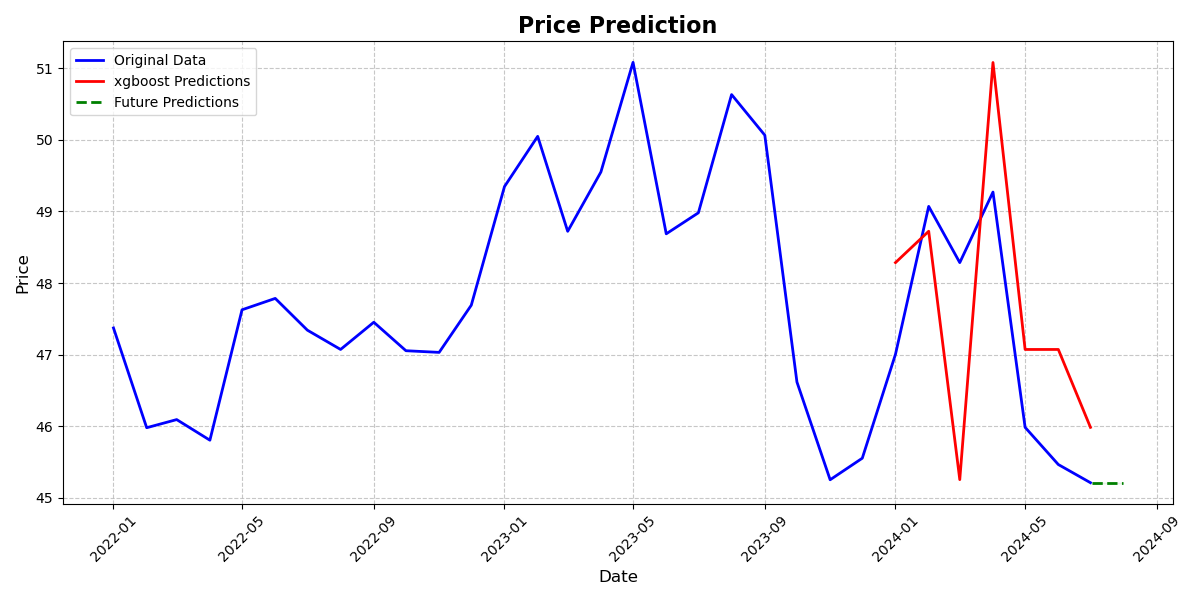 Price Prediction
Original Data
xgboost Predictions
Future Predictions
Price
51
50
49
48
47
46
45
2022-01
2022-05
2022-09
2023-01
2023-05
2023-09
2024-01
2024-05
2024-09
Date